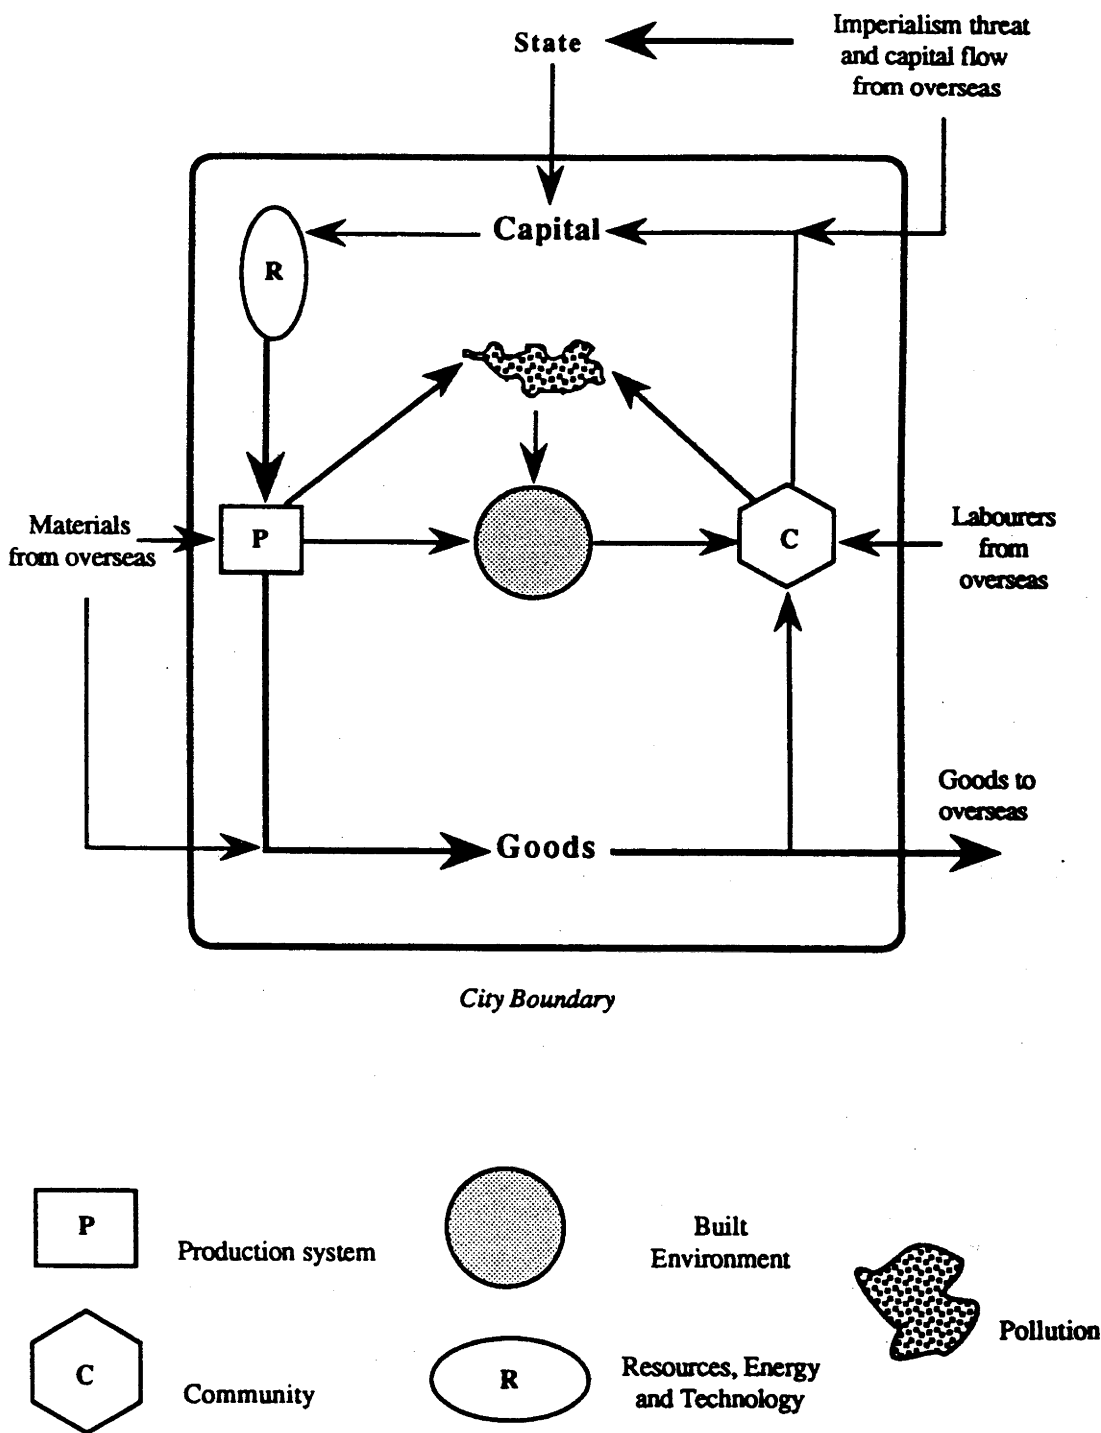 State
Imperialism threat
and capital flow
from overseas
Capital
R
Materials
from overseas
P
C
Labourers
from
overseas
Goods to
overseas
Goods
City Boundary
P
Production system
Built
Environment
Pollution
C
Community
R
Resources, Energy
and Technology